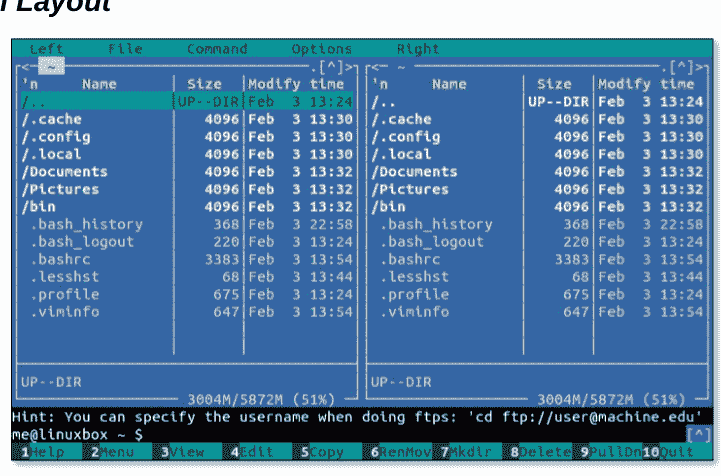 Layout
Left File Command Options Right
<─ ~ ─.[^]>┐ <─ ~ ─.[^]>┐
'n Name Size Modify time 'n Name Size Modify time
/.. UP--DIR Feb 3 13:24 /.. UP--DIR Feb 3 13:24
/.cache 4096 Feb 3 13:30 /.cache 4096 Feb 3 13:30
/.config 4096 Feb 3 13:30 /.config 4096 Feb 3 13:30
/.local 4096 Feb 3 13:30 /.local 4096 Feb 3 13:30
/Documents 4096 Feb 3 13:32 /Documents 4096 Feb 3 13:32
/Pictures 4096 Feb 3 13:32 /Pictures 4096 Feb 3 13:32
/bin 4096 Feb 3 13:32 /bin 4096 Feb 3 13:32
.bash_history 368 Feb 3 22:58 .bash_history 368 Feb 3 22:58
.bash_logout 220 Feb 3 13:24 .bash_logout 220 Feb 3 13:24
.bashrc 3383 Feb 3 13:54 .bashrc 3383 Feb 3 13:54
.lesshst 68 Feb 3 13:44 .lesshst 68 Feb 3 13:44
.profile 675 Feb 3 13:24 .profile 675 Feb 3 13:24
.viminfo 647 Feb 3 13:54 .viminfo 647 Feb 3 13:54
UP--DIR UP--DIR
3004M/5872M (51%) 3004M/5872M (51%)
Hint: You can specify the username when doing ftps: 'cd ftp://user@machine.edu'
me@linuxbox ~ $ [^]
1Help 2Menu 3View 4Edit 5Copy 6RenMov 7Mkdir 8Delete 9PullDn 10Quit